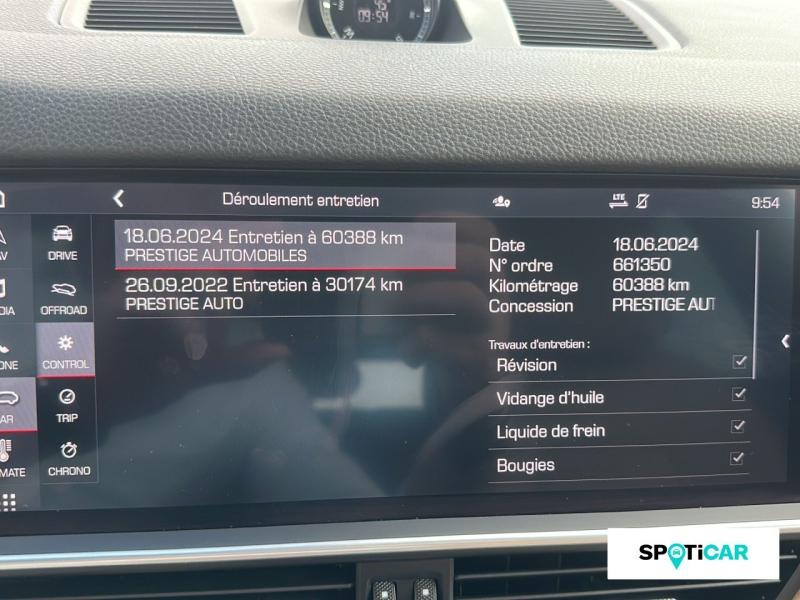 09:54
Déroulement entretien
LTE
9:54
DRIVE
OFFROAD
CONTROL
TRIP
CHRONO
18.06.2024 Entretien à 60388 km
PRESTIGE AUTOMOBILES
26.09.2022 Entretien à 30174 km
PRESTIGE AUTO
Date 18.06.2024
N° ordre 661350
Kilométrage 60388 km
Concession PRESTIGE AUT
Travaux d'entretien :
Révision
Vidange d'huile
Liquide de frein
Bougies
SPOTiCAR